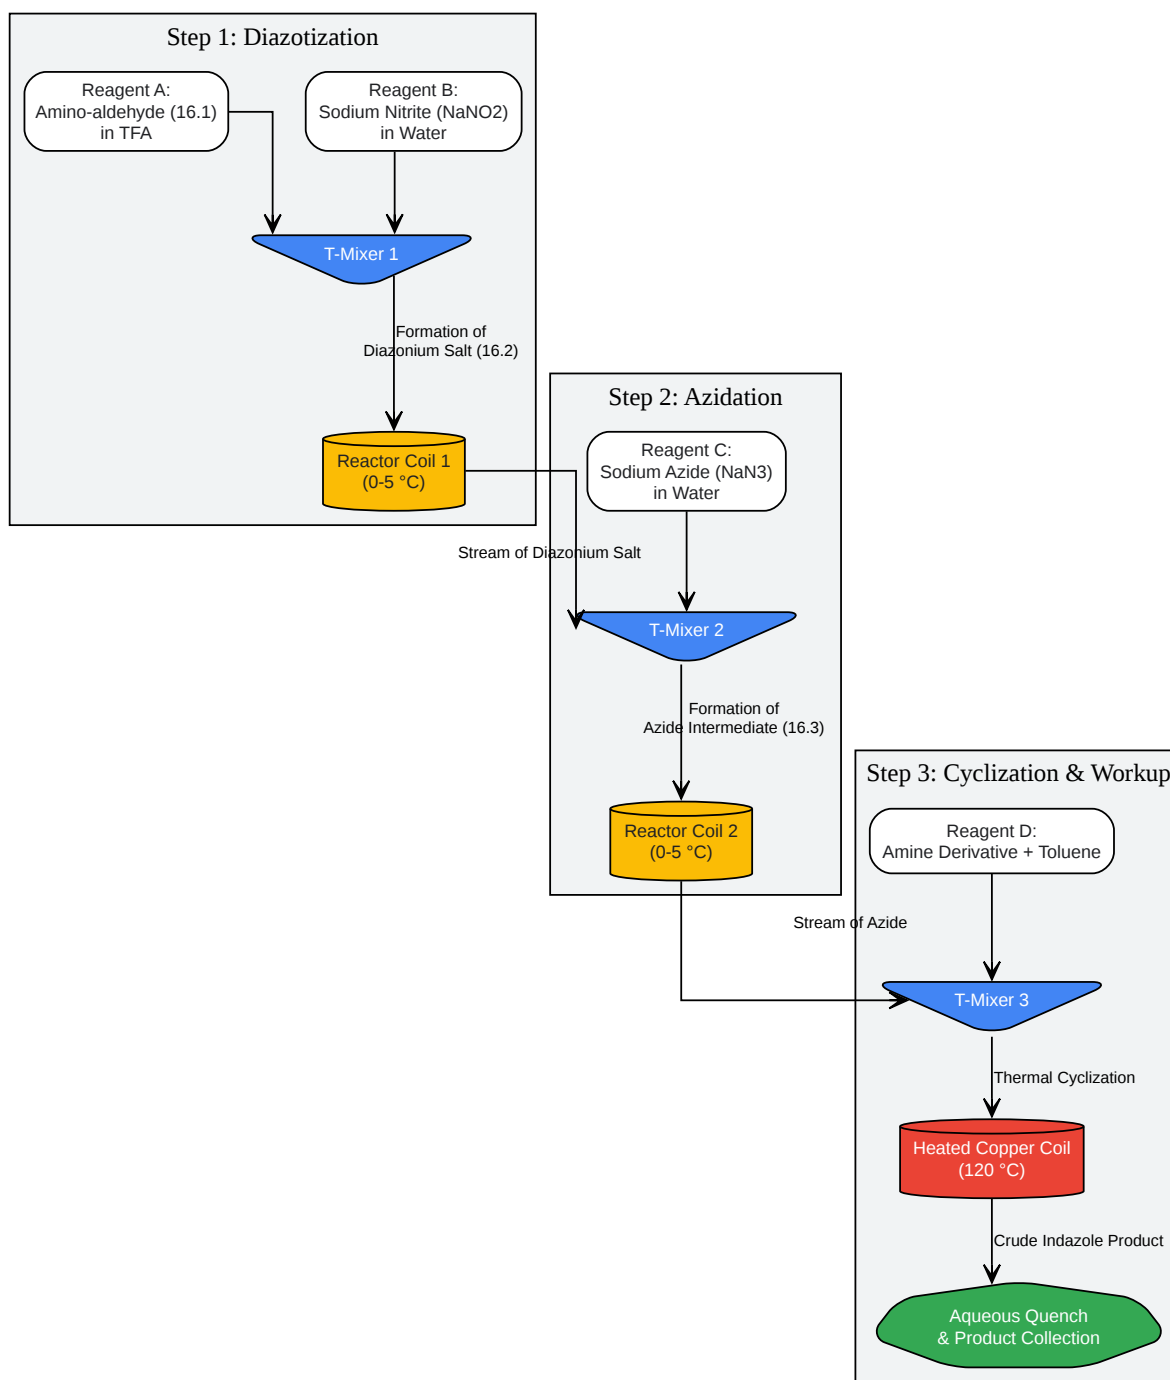 Step 1: Diazotization
Reagent A:
Amino-aldehyde (16.1)
in TFA
Reagent B:
Sodium Nitrite (NaNO2)
in Water
T-Mixer 1
Formation of
Diazonium Salt (16.2)
Reactor Coil 1
(0-5 °C)
Stream of Diazonium Salt
Step 2: Azidation
Reagent C:
Sodium Azide (NaN3)
in Water
T-Mixer 2
Formation of
Azide Intermediate (16.3)
Reactor Coil 2
(0-5 °C)
Stream of Azide
Step 3: Cyclization & Workup
Reagent D:
Amine Derivative + Toluene
T-Mixer 3
Thermal Cyclization
Heated Copper Coil
(120 °C)
Crude Indazole Product
Aqueous Quench
& Product Collection